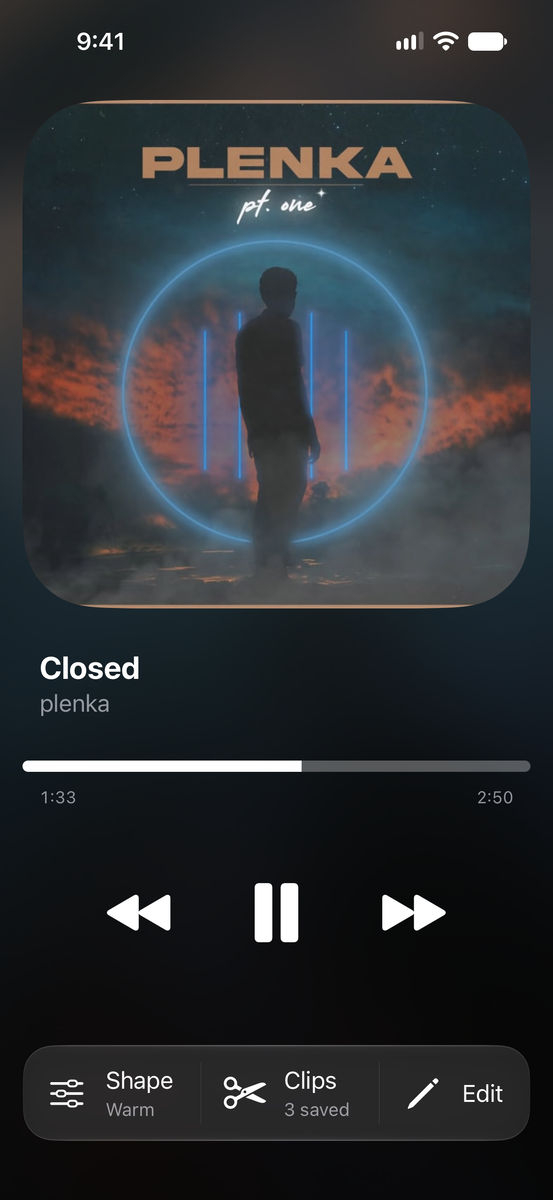 9:41
PLENKA
pt. one
Closed
plenka
1:33
2:50
Shape
Warm
Clips
3 saved
Edit